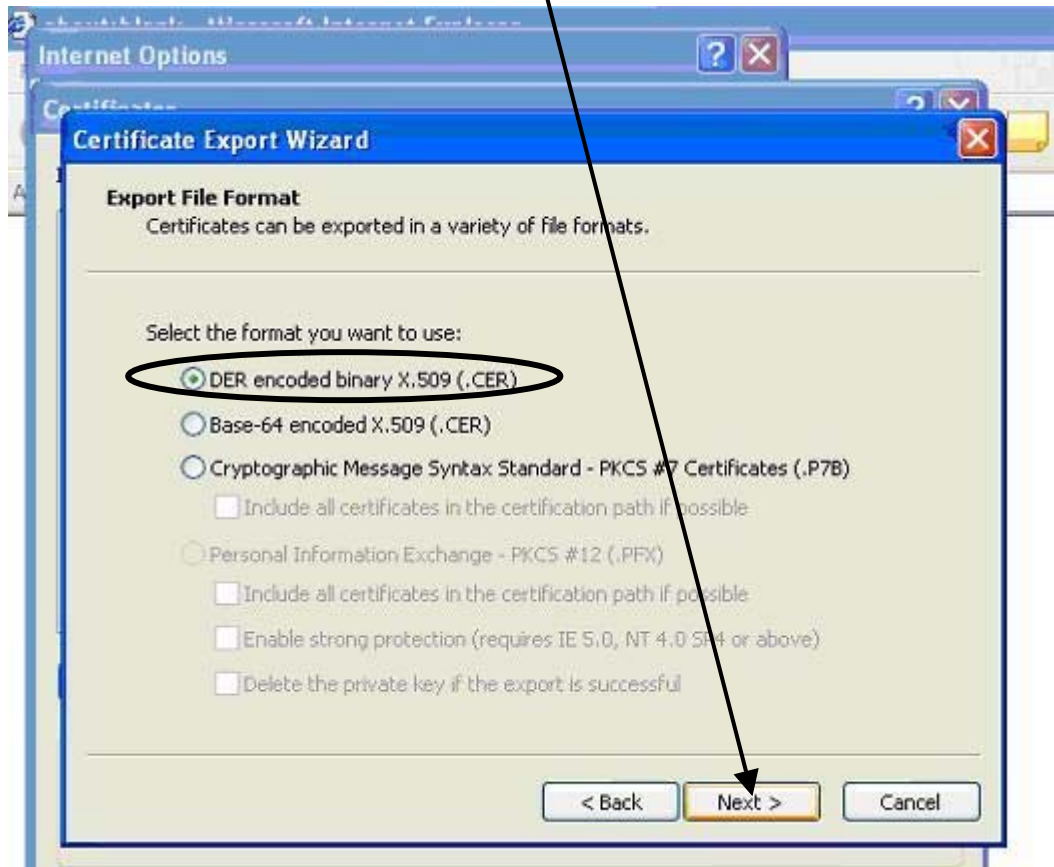 Internet Options
Certificates
Certificate Export Wizard
Export File Format
Certificates can be exported in a variety of file formats.
Select the format you want to use:
DER encoded binary X.509 (.CER)
Base-64 encoded X.509 (.CER)
Cryptographic Message Syntax Standard - PKCS #7 Certificates (.P7B)
Include all certificates in the certification path if possible
Personal Information Exchange - PKCS #12 (.PFX)
Include all certificates in the certification path if possible
Enable strong protection (requires IE 5.0, NT 4.0 SP4 or above)
Delete the private key if the export is successful
< Back Next > Cancel